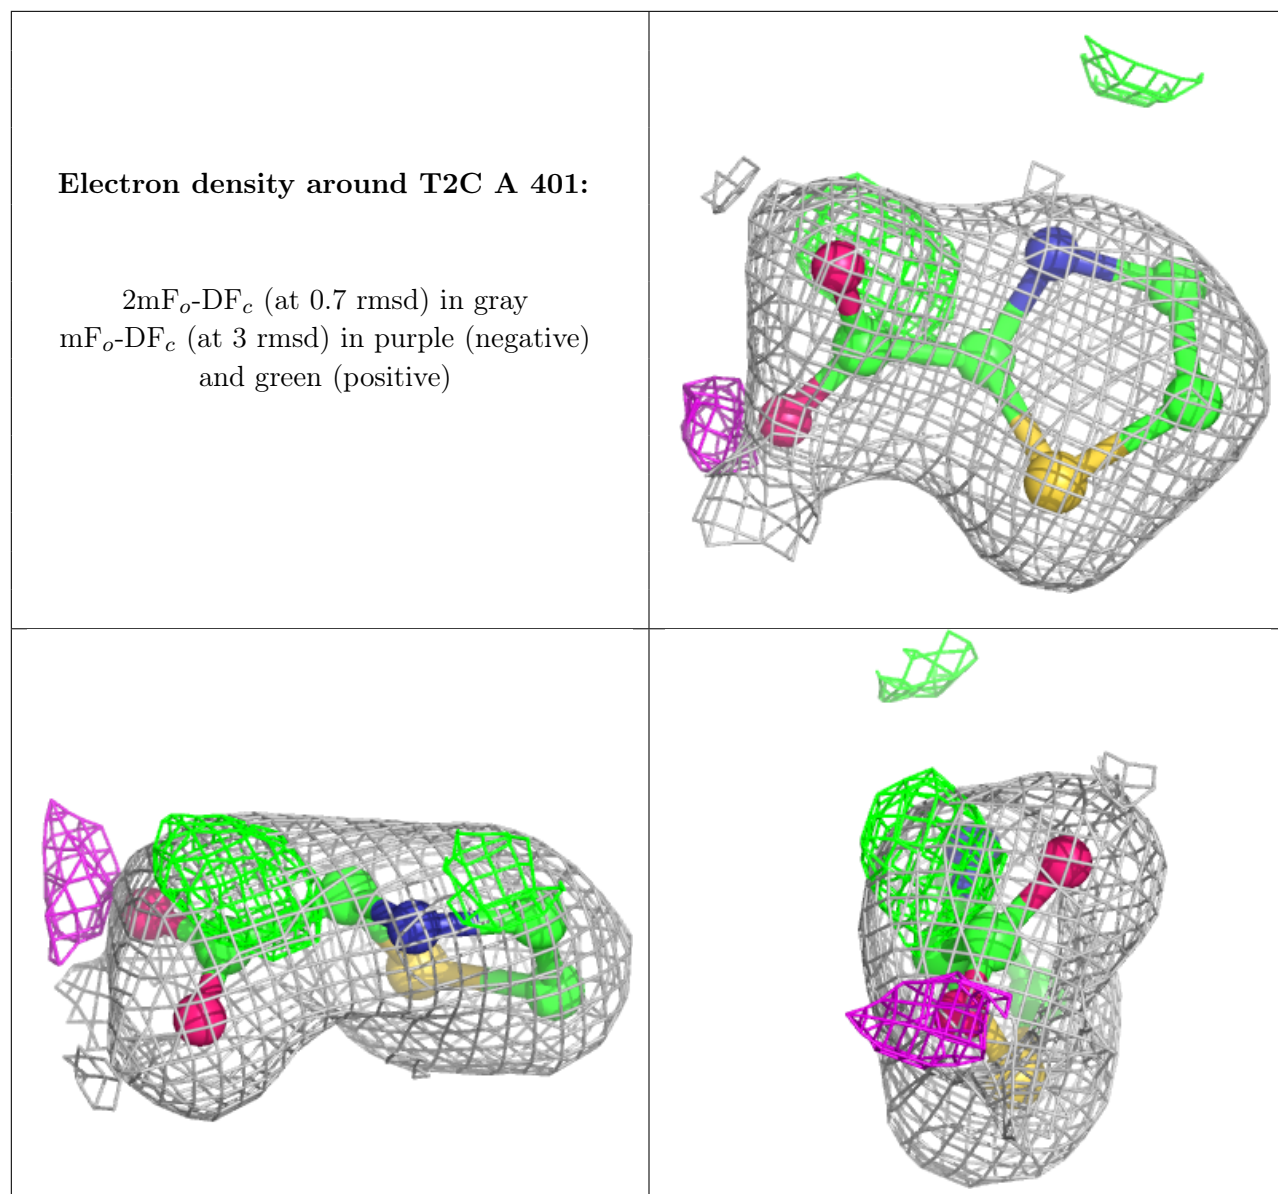 Electron density around T2C A 401:
2mFₒ-DF𝒸 (at 0.7 rmsd) in gray
mFₒ-DF𝒸 (at 3 rmsd) in purple (negative)
and green (positive)